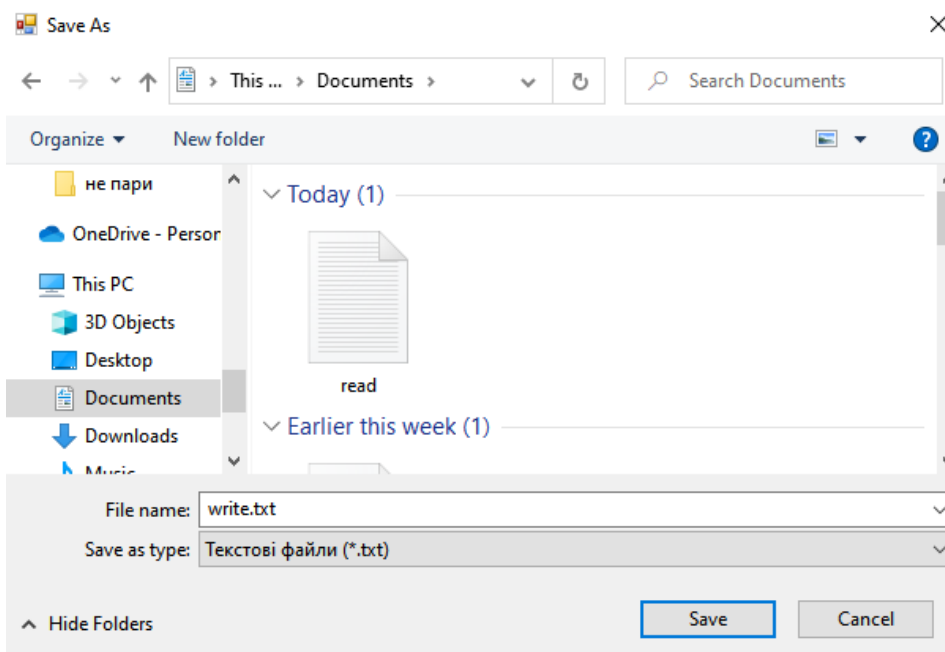 Save As
This ... Documents
Search Documents
Organize New folder
не пари
OneDrive - Person
This PC
3D Objects
Desktop
Documents
Downloads
Music
Today (1)
read
Earlier this week (1)
File name: write.txt
Save as type: Текстові файли (*.txt)
Hide Folders
Save Cancel